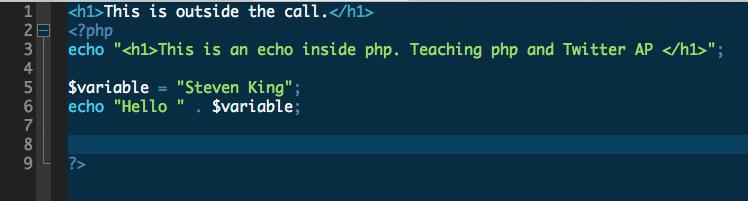 1 <h1>This is outside the call.</h1>
2 <?php
3 echo "<h1>This is an echo inside php. Teaching php and Twitter AP </h1>";
4
5 $variable = "Steven King";
6 echo "Hello " . $variable;
7
8
9 ?>